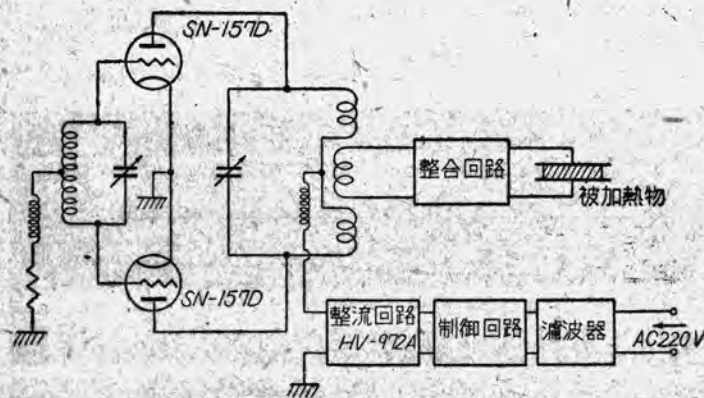 SN-157D
整合回路
被加熱物
SN-157D
整流回路
HV-972A
制御回路
濾波器
AC220V